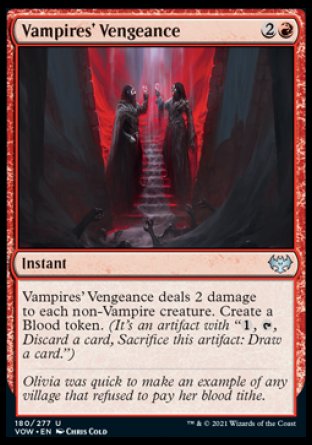 Vampires' Vengeance 2
Instant
Vampires' Vengeance deals 2 damage
to each non-Vampire creature. Create a
Blood token. (It's an artifact with “1, ,
Discard a card, Sacrifice this artifact: Draw
a card.”)
Olivia was quick to make an example of any
village that refused to pay her blood tithe.
180/277 U
VOW • EN Chris Cold
™ & © 2021 Wizards of the Coast